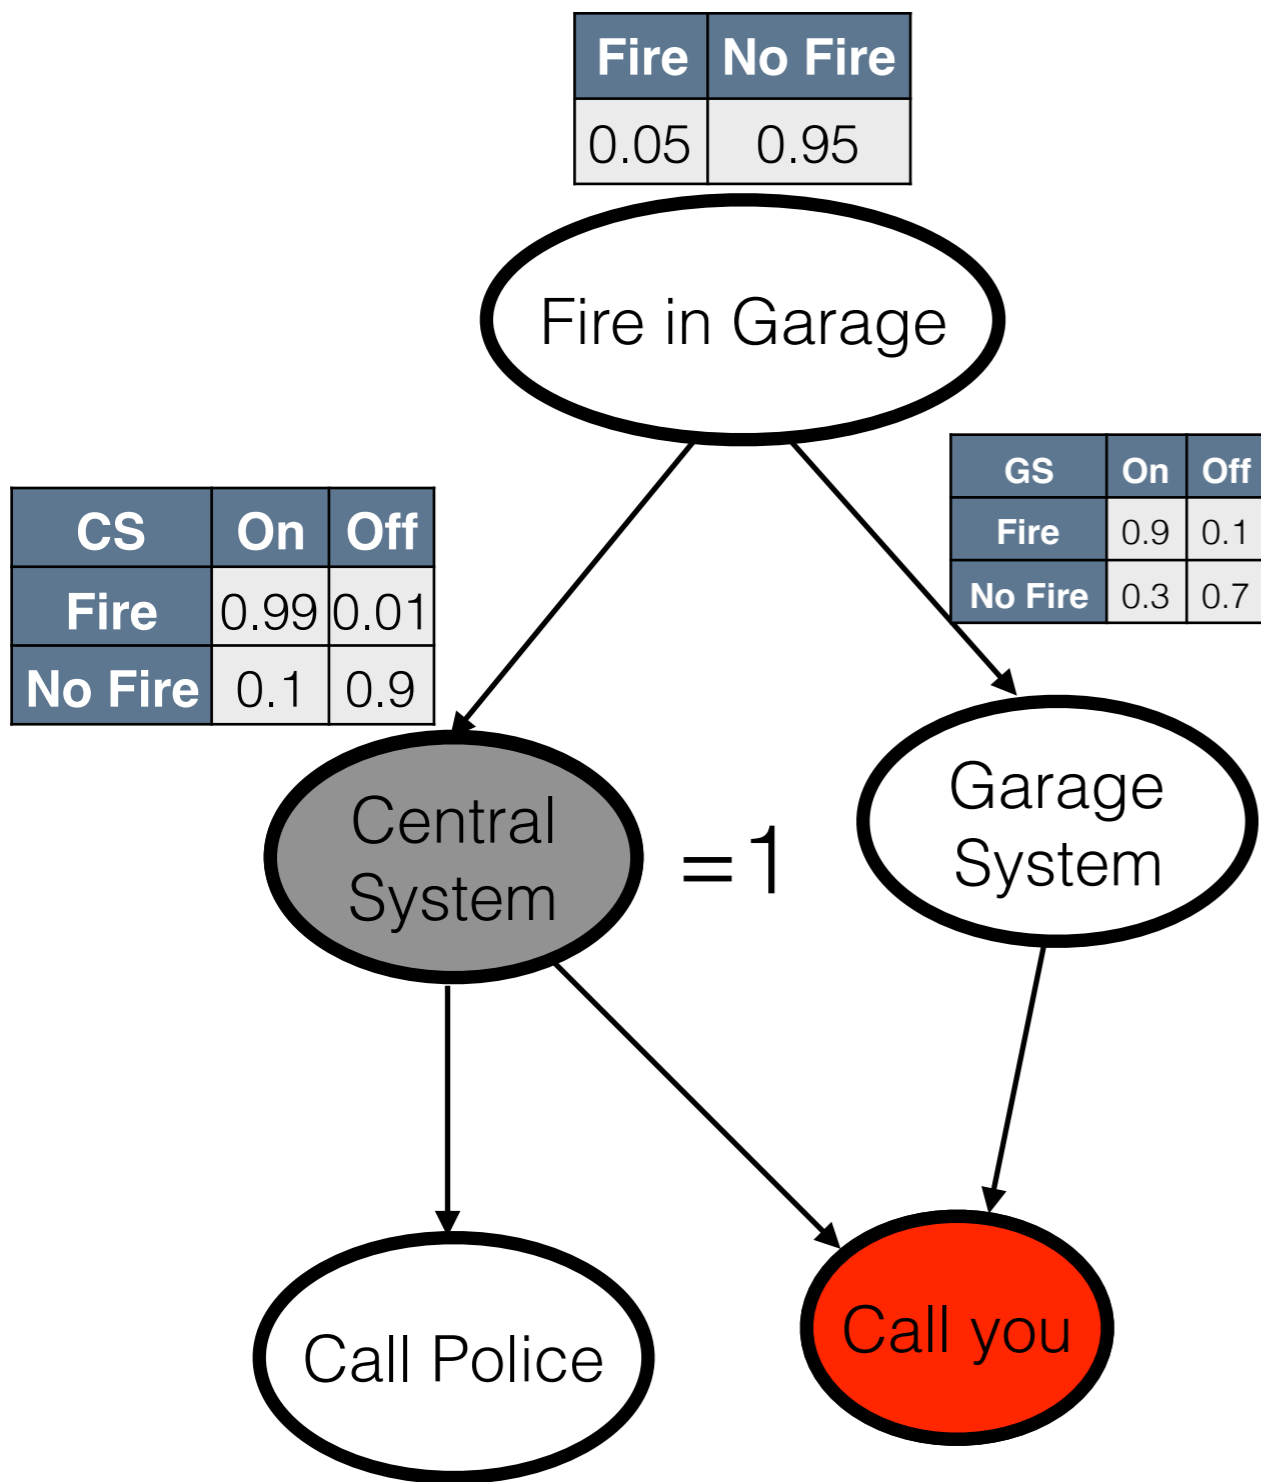 Fire No Fire
0.05 0.95
Fire in Garage
GS On Off
Fire 0.9 0.1
No Fire 0.3 0.7
CS On Off
Fire 0.99 0.01
No Fire 0.1 0.9
Central
System
=1
Garage
System
Call Police
Call you